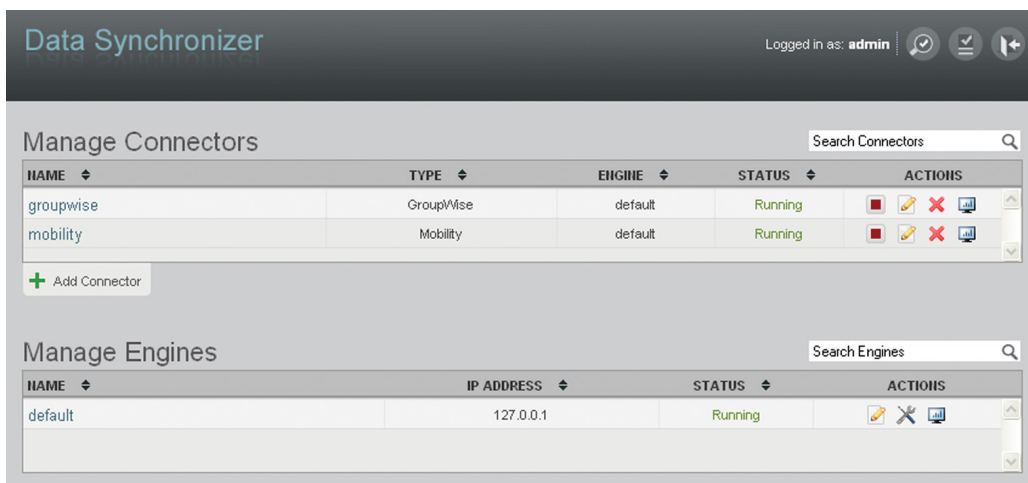 Data Synchronizer
Logged in as: admin
Manage Connectors
Search Connectors
NAME TYPE ENGINE STATUS ACTIONS
groupwise GroupWise default Running
mobility Mobility default Running
Add Connector
Manage Engines
Search Engines
NAME IP ADDRESS STATUS ACTIONS
default 127.0.0.1 Running